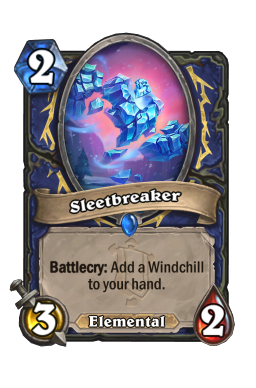 2
Sleetbreaker
Battlecry: Add a Windchill
to your hand.
3
Elemental
2